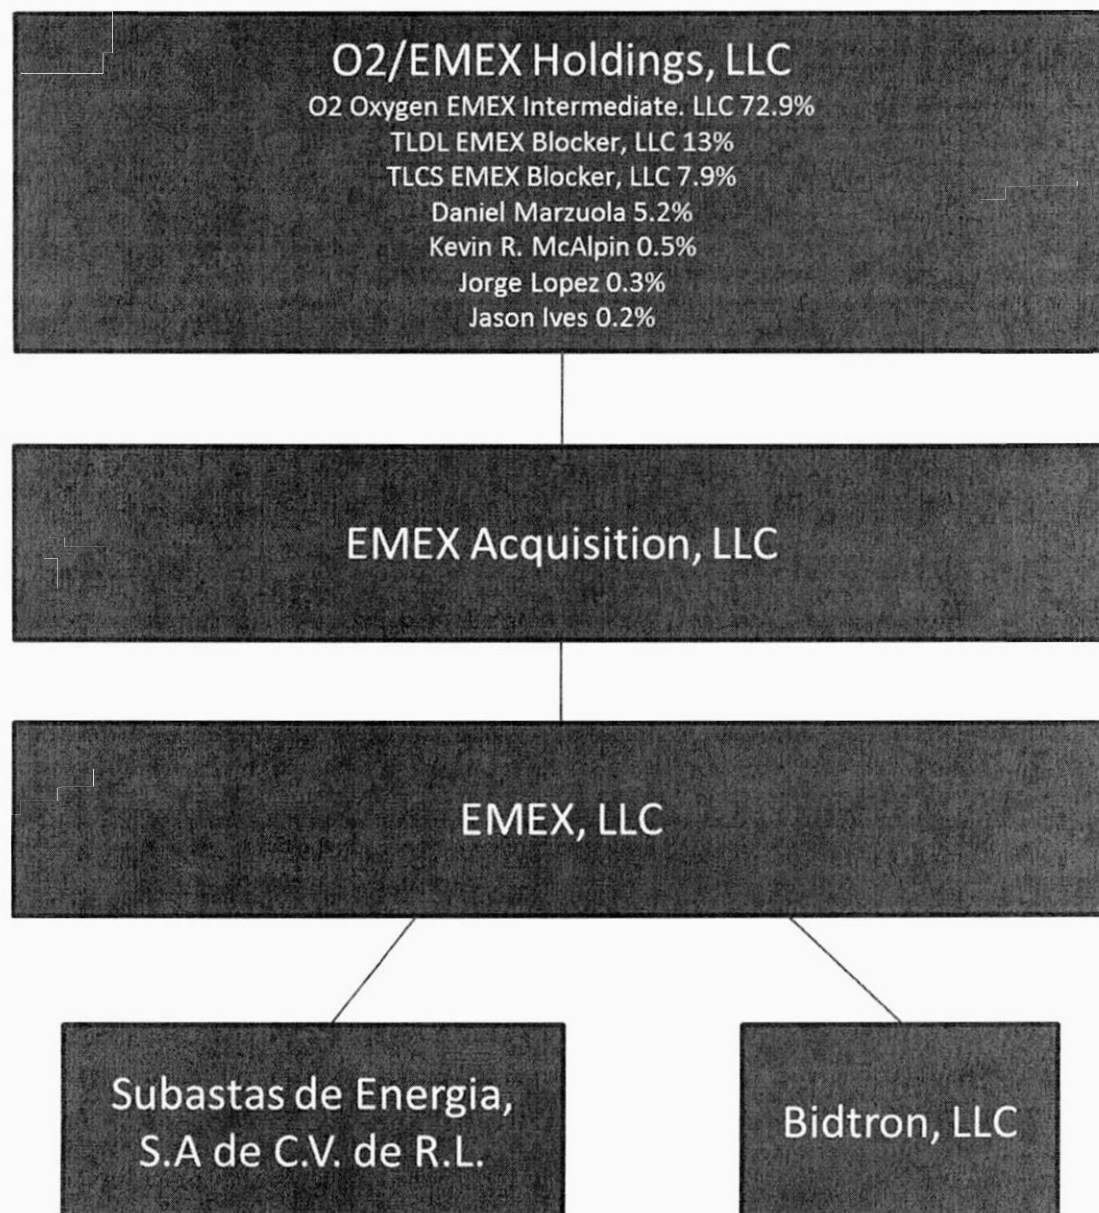 O2/EMEX Holdings, LLC
O2 Oxygen EMEX Intermediate. LLC 72.9%
TLDL EMEX Blocker, LLC 13%
TLCS EMEX Blocker, LLC 7.9%
Daniel Marzuola 5.2%
Kevin R. McAlpin 0.5%
Jorge Lopez 0.3%
Jason Ives 0.2%
EMEX Acquisition, LLC
EMEX, LLC
Subastas de Energia,
S.A de C.V. de R.L.
Bidtron, LLC